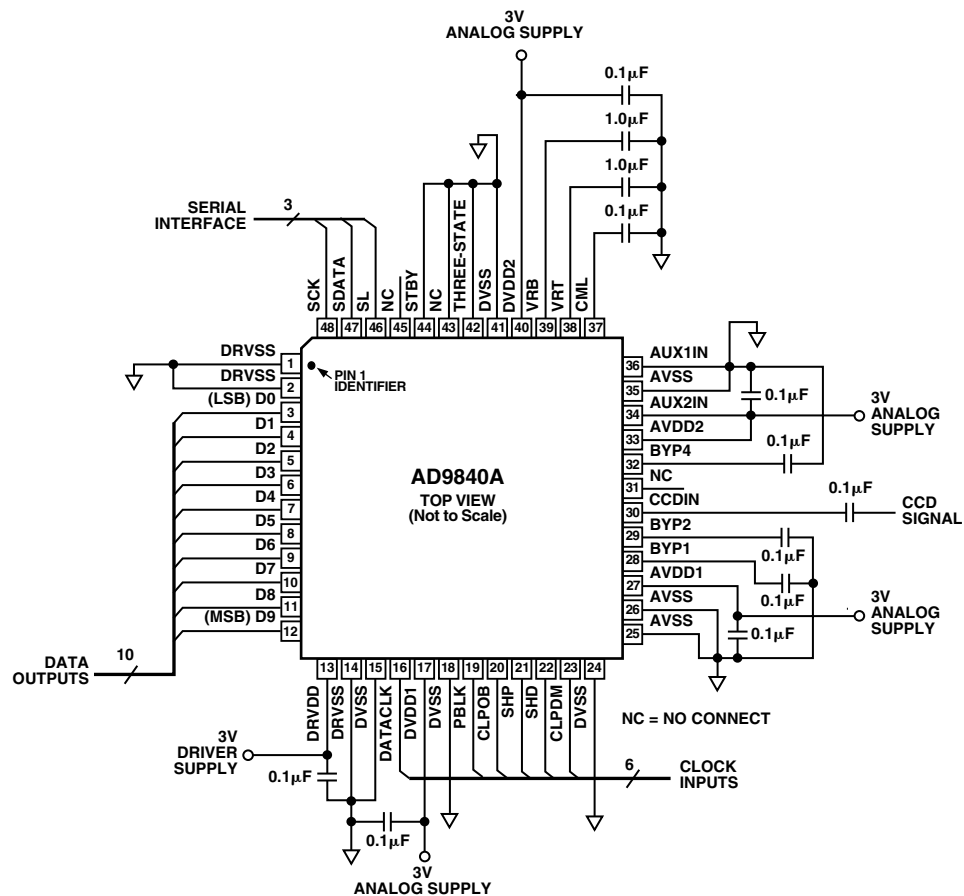 3V
ANALOG SUPPLY
0.1μF
1.0μF
1.0μF
0.1μF
SERIAL
INTERFACE
3
SCK
SDATA
SL
NC
STBY
NC
THREE-STATE
DVSS
DVDD2
VRB
VRT
CML
48 47 46 45 44 43 42 41 40 39 38 37
DRVSS 1
DRVSS 2
(LSB) D0 3
D1 4
D2 5
D3 6
D4 7
D5 8
D6 9
D7 10
D8 11
(MSB) D9 12
PIN 1
IDENTIFIER
AD9840A
TOP VIEW
(Not to Scale)
36 AUX1IN
35 AVSS
34 AUX2IN
33 AVDD2
32 BYP4
31 NC
30 CCDIN
29 BYP2
28 BYP1
27 AVDD1
26 AVSS
25 AVSS
0.1μF
3V
ANALOG
SUPPLY
0.1μF
0.1μF
CCD
SIGNAL
0.1μF
0.1μF
3V
ANALOG
SUPPLY
0.1μF
DATA
OUTPUTS
10
13 14 15 16 17 18 19 20 21 22 23 24
DRVDD
DRVSS
DVSS
DATACLK
DVDD1
DVSS
PBLK
CLPOB
SHP
SHD
CLPDM
DVSS
NC = NO CONNECT
3V
DRIVER
SUPPLY
0.1μF
6
CLOCK
INPUTS
0.1μF
3V
ANALOG SUPPLY